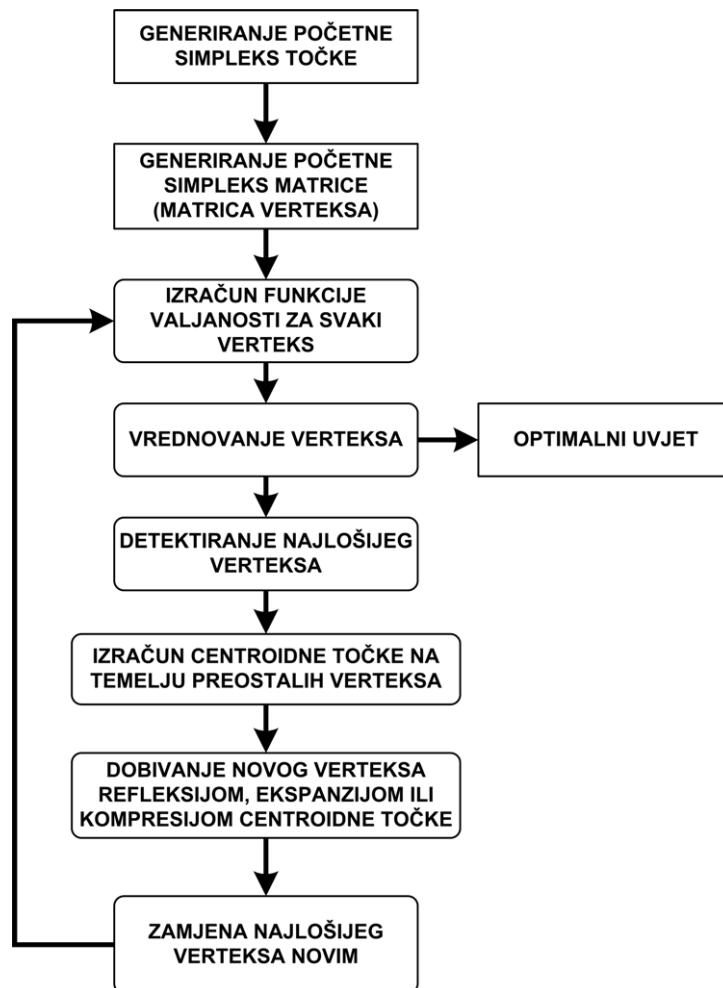 GENERIRANJE POČETNE
SIMPLEKS TOČKE
GENERIRANJE POČETNE
SIMPLEKS MATRICE
(MATRICA VERTEKSA)
IZRAČUN FUNKCIJE
VALJANOSTI ZA SVAKI
VERTEKS
VREDNOVANJE VERTEKSA
OPTIMALNI UVJET
DETEKTIRANJE NAJLOŠIJEG
VERTEKSA
IZRAČUN CENTROIDNE TOČKE NA
TEMELJU PREOSTALIH VERTEKSA
DOBIVANJE NOVOG VERTEKSA
REFLEKSIJOM, EKSPANZIJOM ILI
KOMPRESIJOM CENTROIDNE TOČKE
ZAMJENA NAJLOŠIJEG
VERTEKSA NOVIM